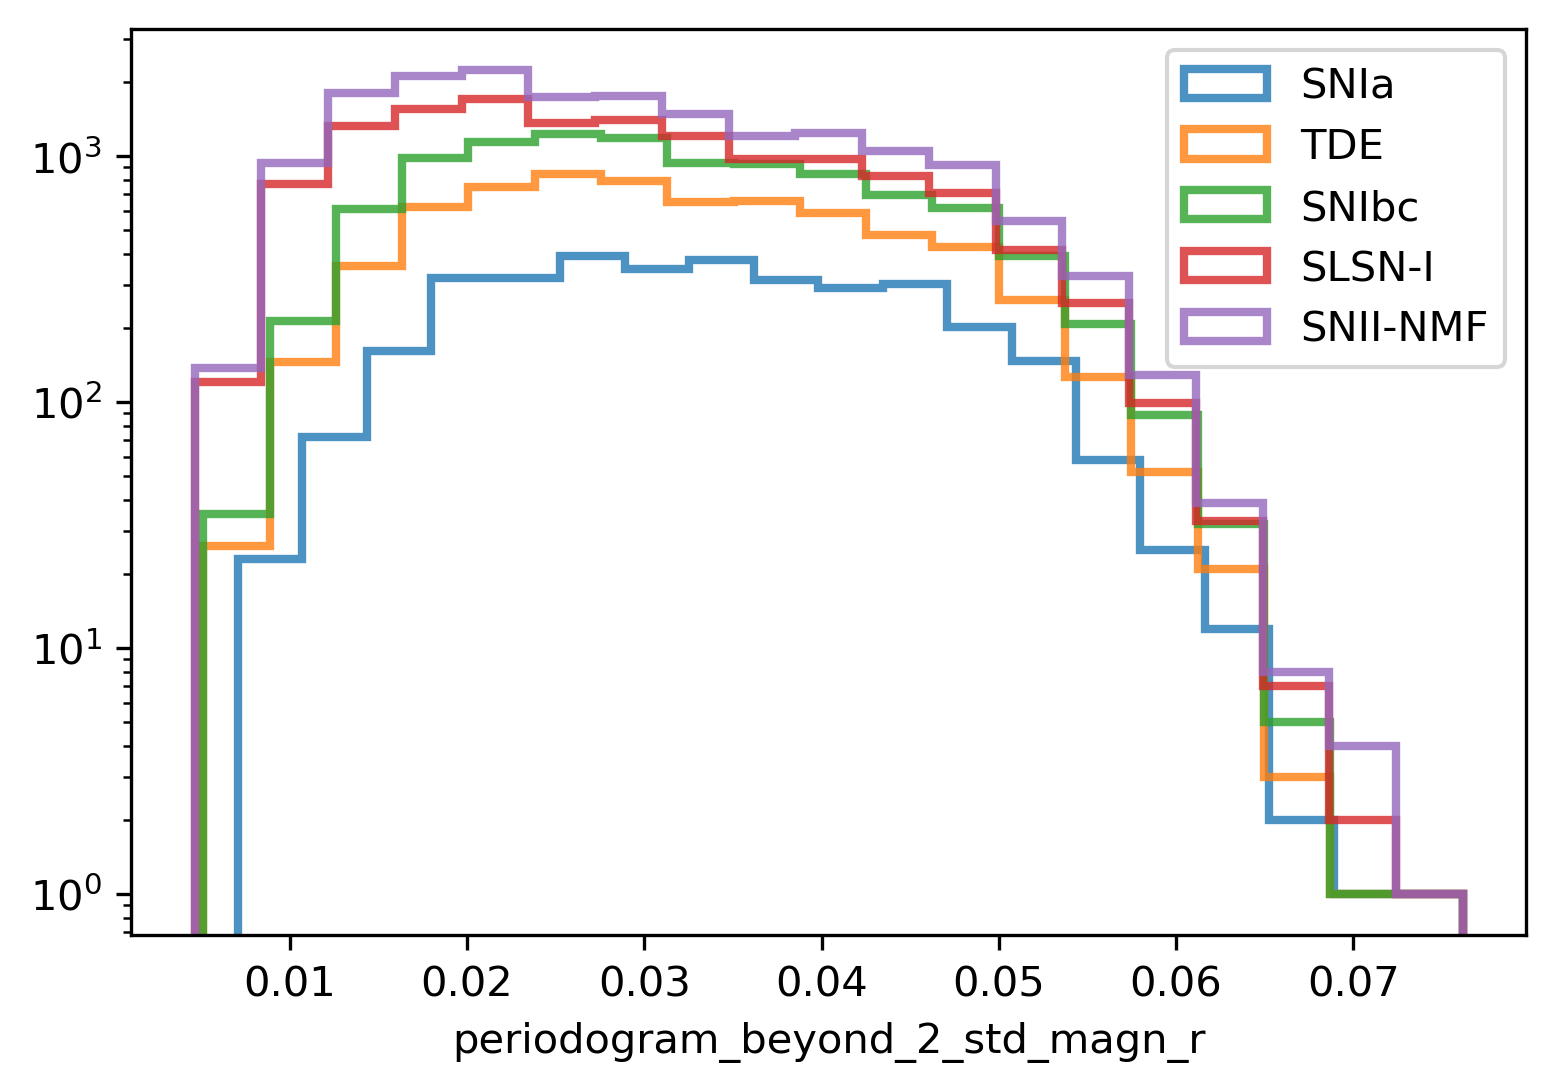 10³
10²
10¹
10⁰
SNIa
TDE
SNIbc
SLSN-I
SNII-NMF
0.01 0.02 0.03 0.04 0.05 0.06 0.07
periodogram_beyond_2_std_magn_r